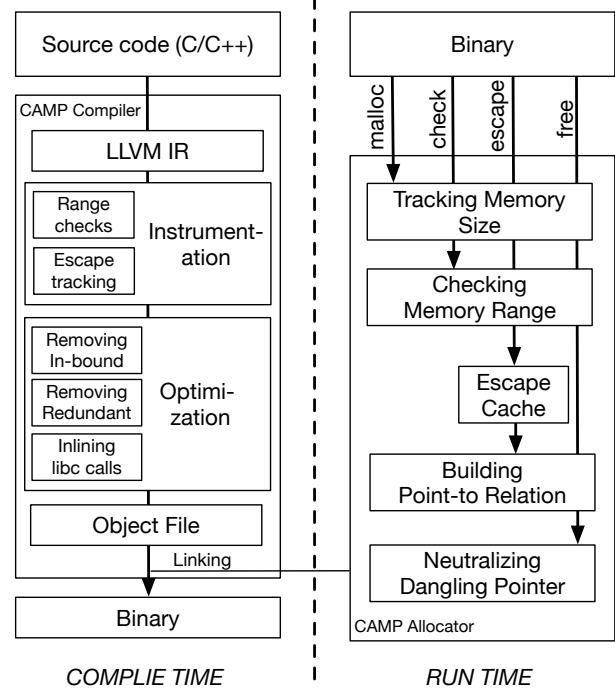 Source code (C/C++)
CAMP Compiler
LLVM IR
Range
checks
Escape
tracking
Instrument-
ation
Removing
In-bound
Removing
Redundant
Inlining
libc calls
Optimi-
zation
Object File
Linking
Binary
COMPLIE TIME
Binary
malloc
check
escape
free
Tracking Memory
Size
Checking
Memory Range
Escape
Cache
Building
Point-to Relation
Neutralizing
Dangling Pointer
CAMP Allocator
RUN TIME